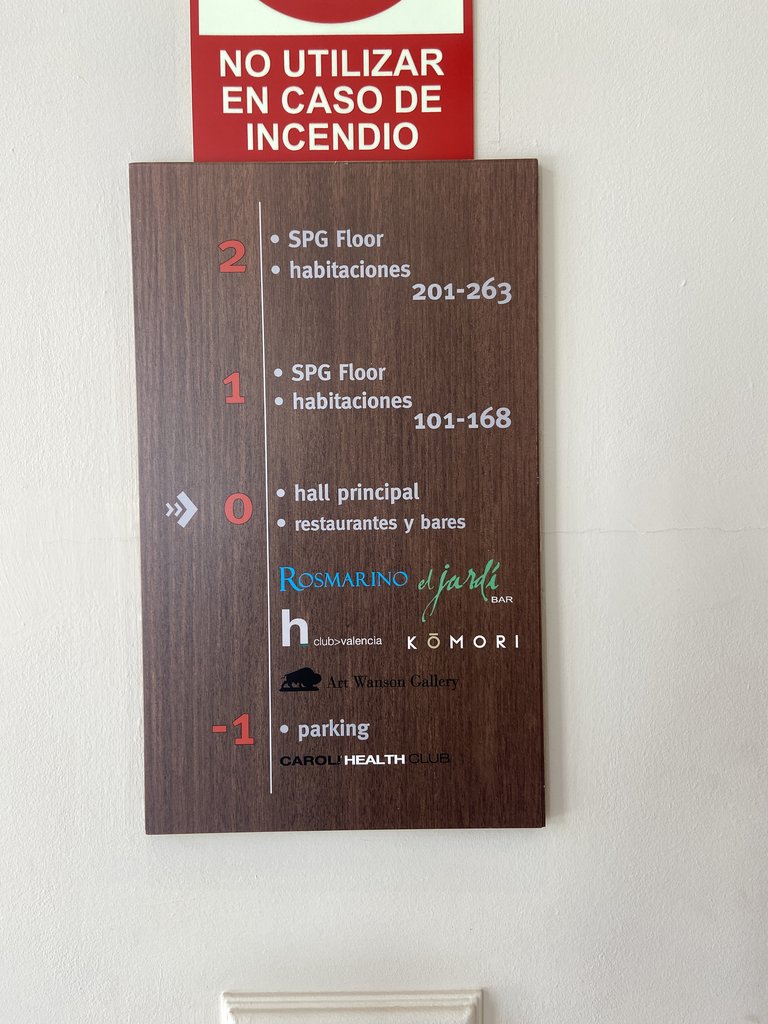 NO UTILIZAR
EN CASO DE
INCENDIO
2
• SPG Floor
• habitaciones
201-263
1
• SPG Floor
• habitaciones
101-168
0
• hall principal
• restaurantes y bares
ROSMARINO el jardí
BAR
h club>valencia KŌMORI
Art Wanson Gallery
-1
• parking
CAROLI HEALTH CLUB